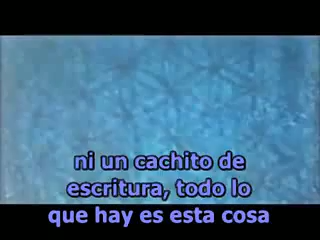 ni un cachito de
escritura, todo lo
que hay es esta cosa